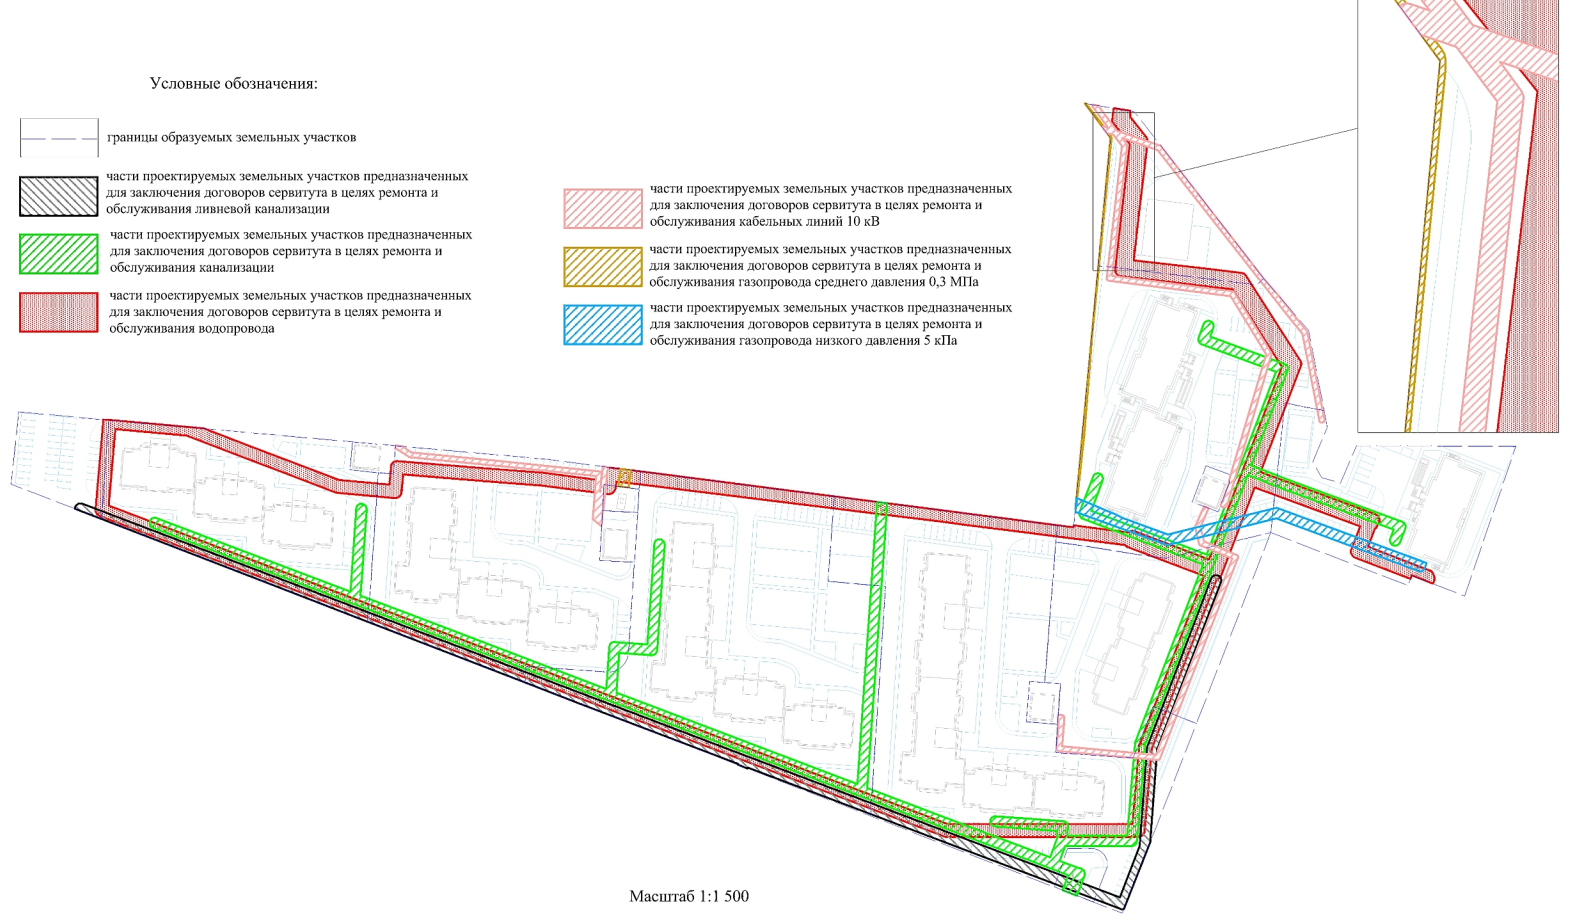 Условные обозначения:
границы образуемых земельных участков
части проектируемых земельных участков предназначенных
для заключения договоров сервитута в целях ремонта и
обслуживания ливневой канализации
части проектируемых земельных участков предназначенных
для заключения договоров сервитута в целях ремонта и
обслуживания канализации
части проектируемых земельных участков предназначенных
для заключения договоров сервитута в целях ремонта и
обслуживания водопровода
части проектируемых земельных участков предназначенных
для заключения договоров сервитута в целях ремонта и
обслуживания кабельных линий 10 кВ
части проектируемых земельных участков предназначенных
для заключения договоров сервитута в целях ремонта и
обслуживания газопровода среднего давления 0,3 МПа
части проектируемых земельных участков предназначенных
для заключения договоров сервитута в целях ремонта и
обслуживания газопровода низкого давления 5 кПа
Масштаб 1:1 500